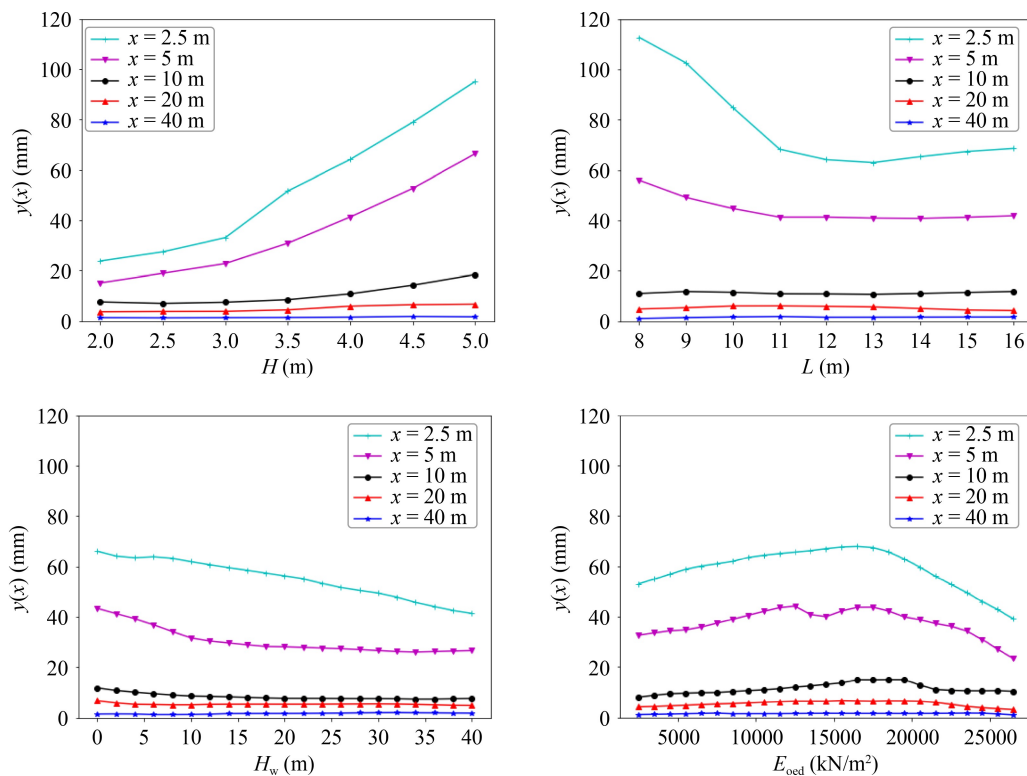 120
100
80
60
40
20
0
y(x) (mm)
x = 2.5 m
x = 5 m
x = 10 m
x = 20 m
x = 40 m
2.0 2.5 3.0 3.5 4.0 4.5 5.0
H (m)
120
100
80
60
40
20
0
y(x) (mm)
x = 2.5 m
x = 5 m
x = 10 m
x = 20 m
x = 40 m
8 9 10 11 12 13 14 15 16
L (m)
120
100
80
60
40
20
0
y(x) (mm)
x = 2.5 m
x = 5 m
x = 10 m
x = 20 m
x = 40 m
0 5 10 15 20 25 30 35 40
H_w (m)
120
100
80
60
40
20
0
y(x) (mm)
x = 2.5 m
x = 5 m
x = 10 m
x = 20 m
x = 40 m
5000 10000 15000 20000 25000
E_oed (kN/m²)